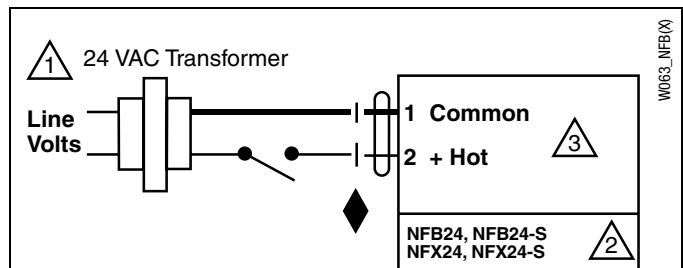 1 24 VAC Transformer
Line
Volts
1 Common
2 + Hot
3
NFB24, NFB24-S
NFX24, NFX24-S
2
W063_NFB(X)